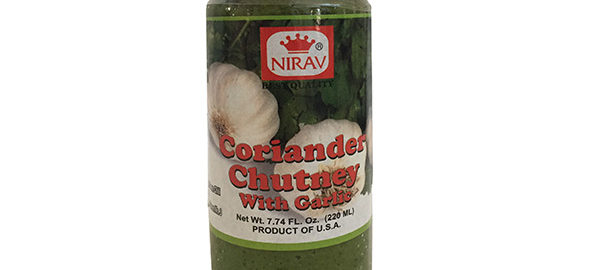 NIRAV
®
BEST QUALITY
Coriander
Chutney
With Garlic
Net Wt. 7.74 FL. Oz. (220 ML)
PRODUCT OF U.S.A.